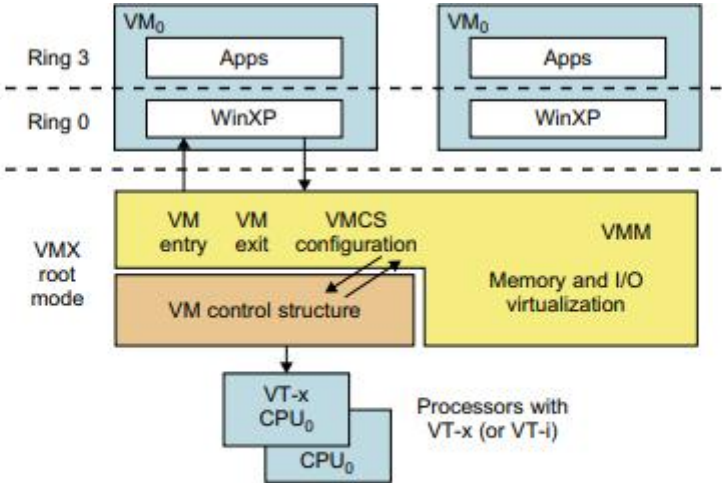 VM0
VM0
Ring 3
Apps
Apps
Ring 0
WinXP
WinXP
VMX
root
mode
VM
entry
VM
exit
VMCS
configuration
VMM
Memory and I/O
virtualization
VM control structure
VT-x
CPU0
CPU0
Processors with
VT-x (or VT-i)